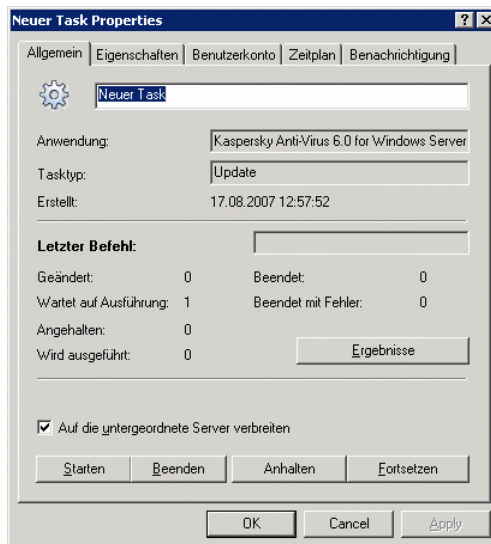 Neuer Task Properties
Allgemein Eigenschaften Benutzerkonto Zeitplan Benachrichtigung
Neuer Task
Anwendung: Kaspersky Anti-Virus 6.0 for Windows Server
Tasktyp: Update
Erstellt: 17.08.2007 12:57:52
Letzter Befehl:
Geändert: 0 Beendet: 0
Wartet auf Ausführung: 1 Beendet mit Fehler: 0
Angehalten: 0
Wird ausgeführt: 0 Ergebnisse
Auf die untergeordnete Server verbreiten
Starten Beenden Anhalten Fortsetzen
OK Cancel Apply